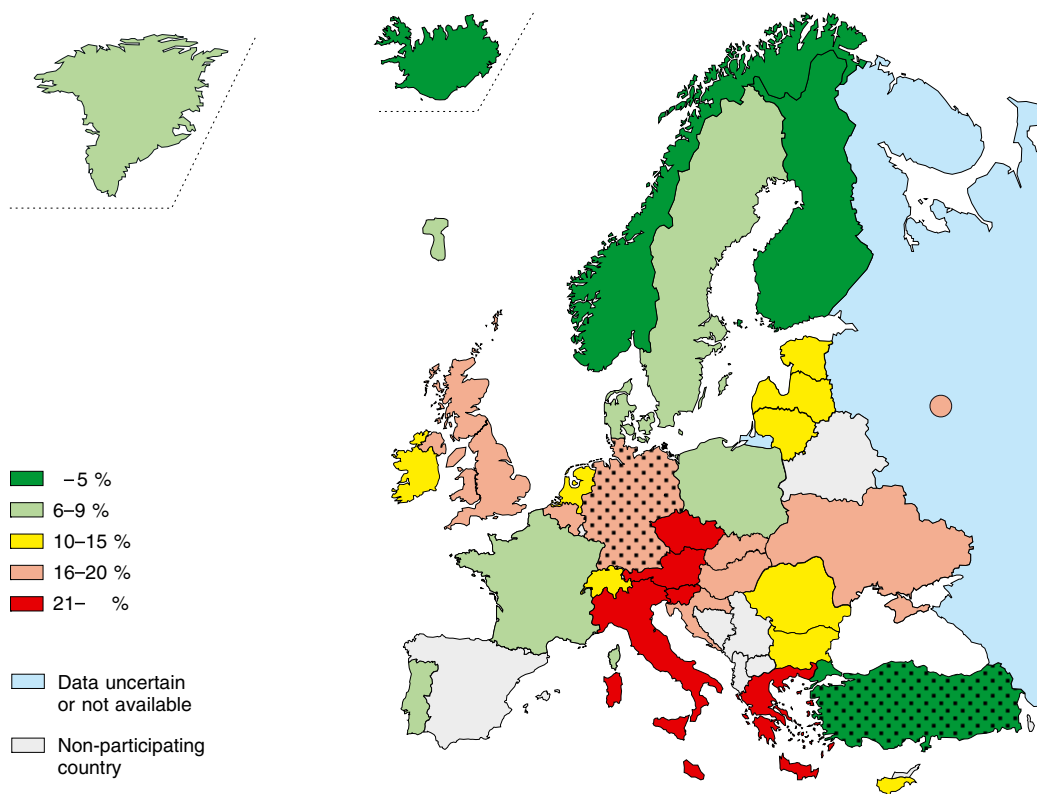 –5 %
6–9 %
10–15 %
16–20 %
21– %
Data uncertain
or not available
Non-participating
country